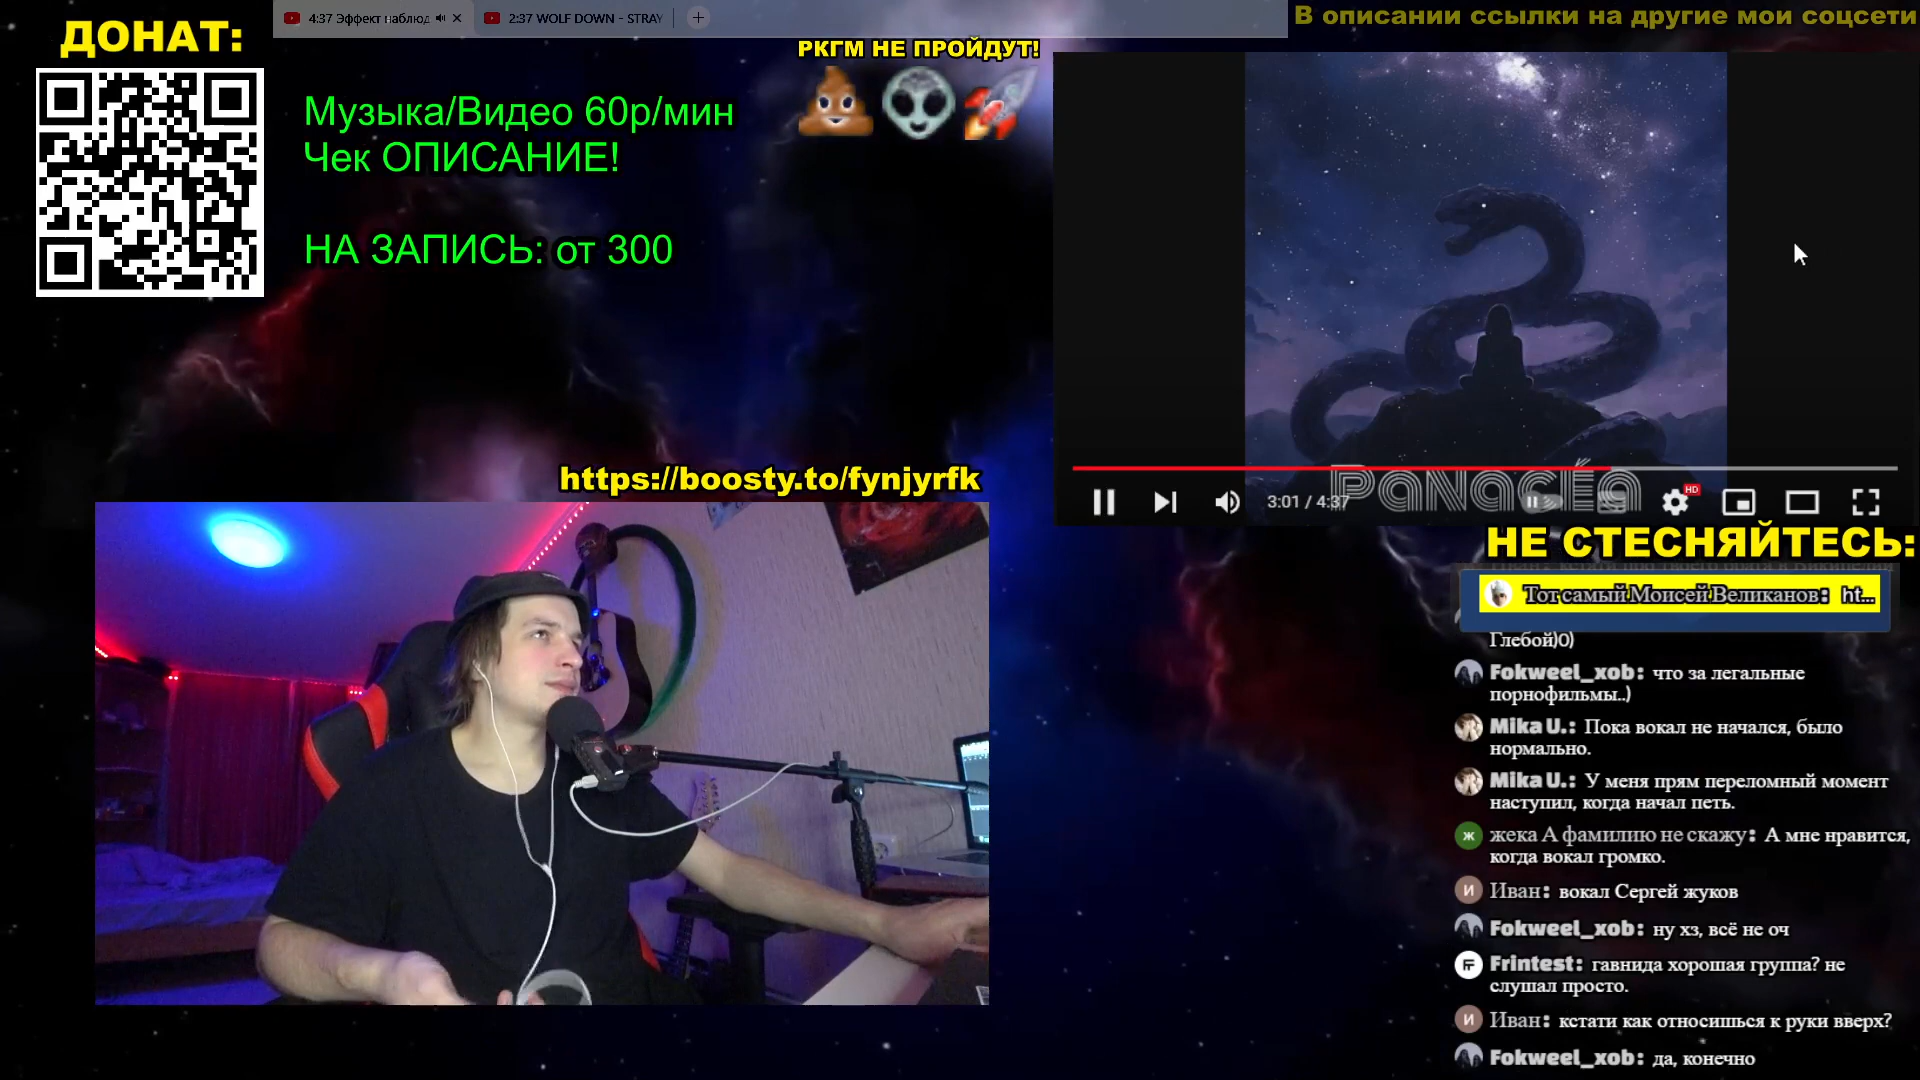 4:37 Эффект наблюд
2:37 WOLF DOWN - STRAY
В описании ссылки на другие мои соцсети
ДОНАТ:
РКГМ НЕ ПРОЙДУТ!
Музыка/Видео 60р/мин
Чек ОПИСАНИЕ!
НА ЗАПИСЬ: от 300
https://boosty.to/fynjyrfk
PANACÉA
3:01 / 4:37
HD
НЕ СТЕСНЯЙТЕСЬ:
Тот самый Моисей Великанов: ht...
Глебой)0)
Fokweel_xob: что за легальные
порнофильмы..)
Mika U.: Пока вокал не начался, было
нормально.
Mika U.: У меня прям переломный момент
наступил, когда начал петь.
ж жека А фамилию не скажу: А мне нравится,
когда вокал громко.
И Иван: вокал Сергей жуков
Fokweel_xob: ну хз, всё не оч
Frintest: гавнида хорошая группа? не
слушал просто.
И Иван: кстати как относишься к руки вверх?
Fokweel_xob: да, конечно